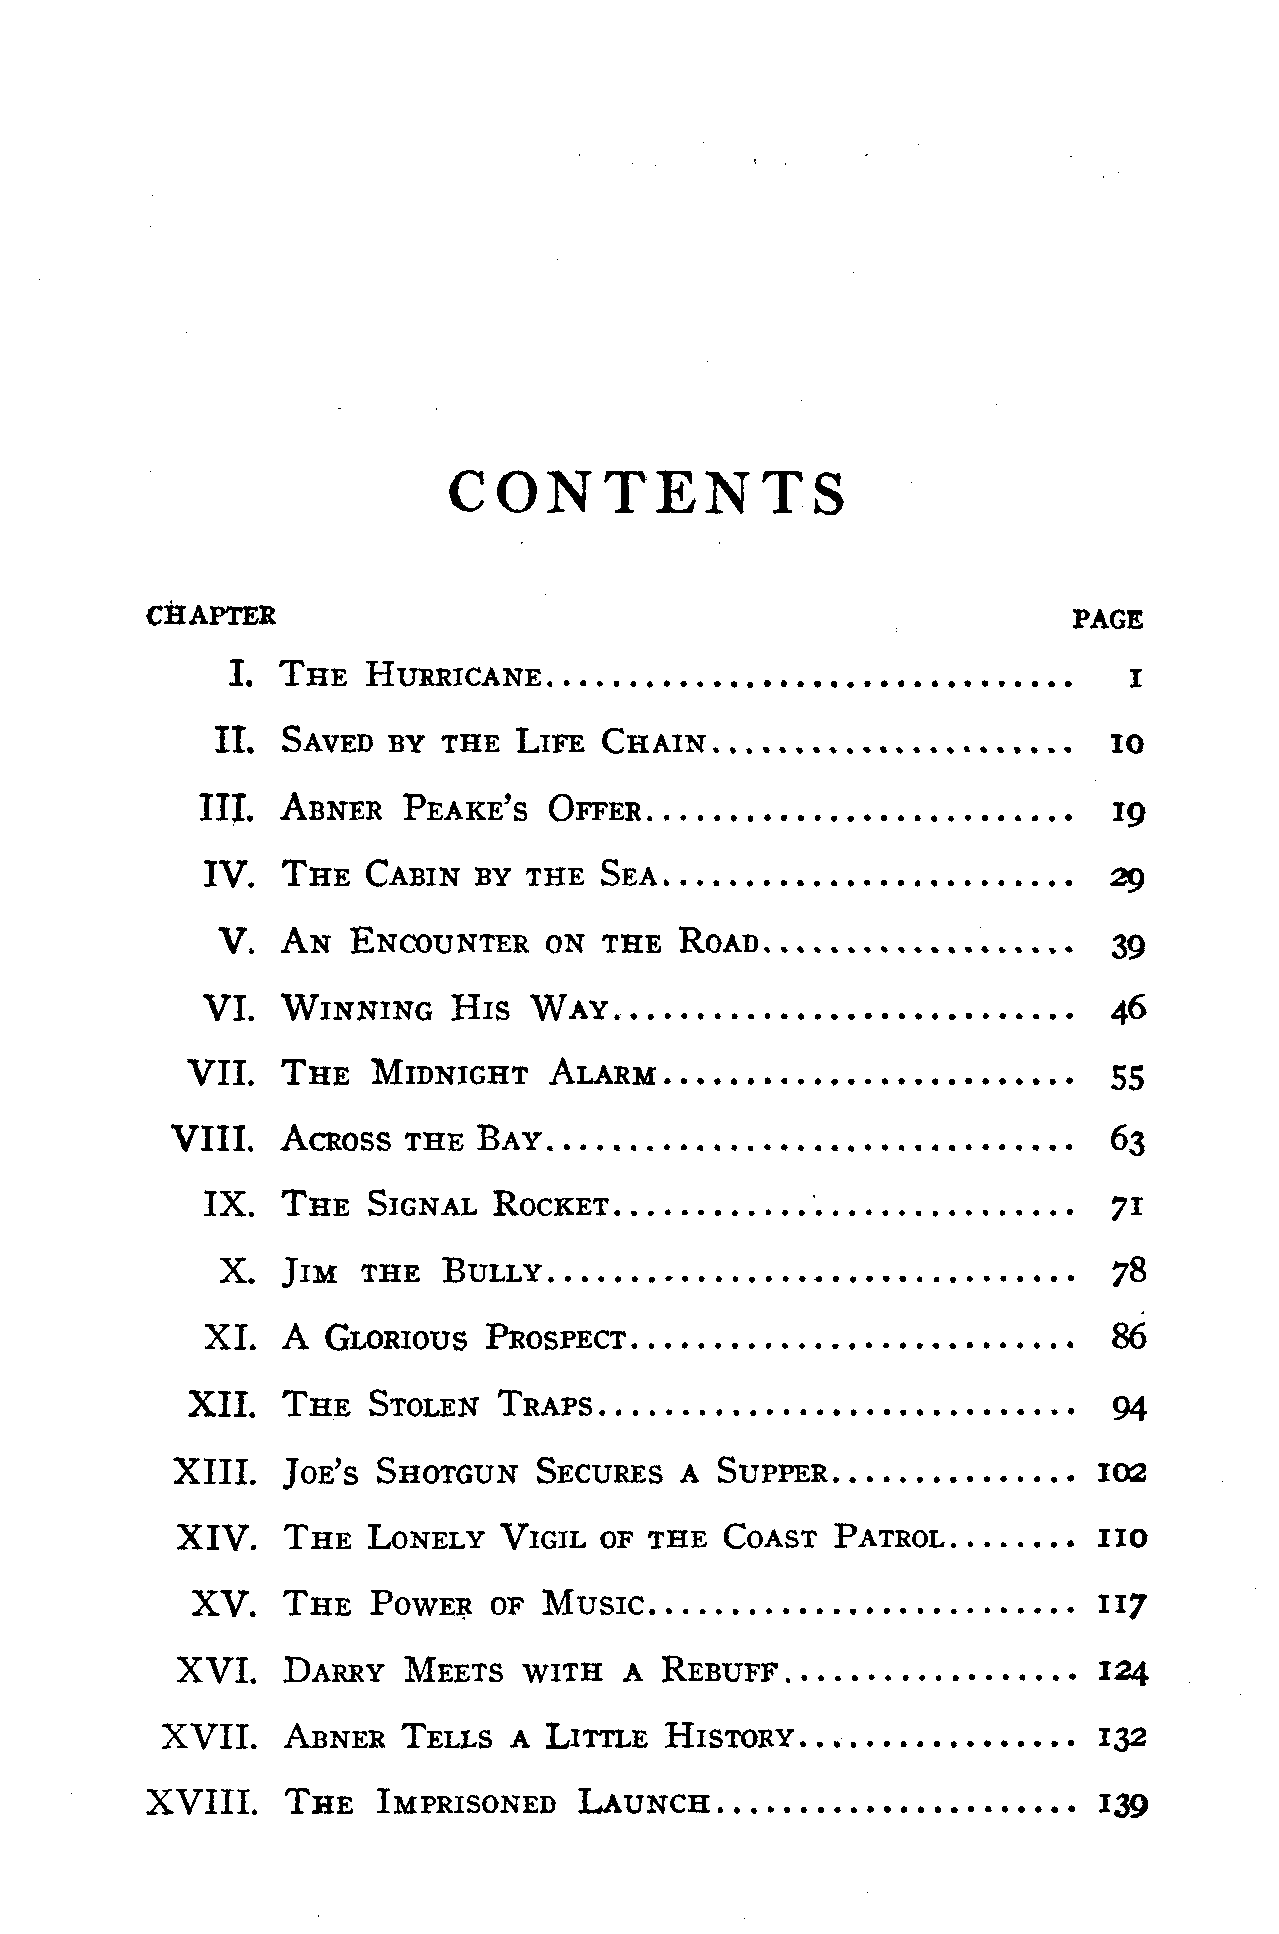 CONTENTS
CHAPTER PAGE
I. The Hurricane................................ 1
II. Saved by the Life Chain...................... 10
III. Abner Peake's Offer.......................... 19
IV. The Cabin by the Sea......................... 29
V. An Encounter on the Road................... 39
VI. Winning His Way............................ 46
VII. The Midnight Alarm......................... 55
VIII. Across the Bay................................ 63
IX. The Signal Rocket............................ 71
X. Jim the Bully................................ 78
XI. A Glorious Prospect........................... 86
XII. The Stolen Traps............................. 94
XIII. Joe's Shotgun Secures a Supper............... 102
XIV. The Lonely Vigil of the Coast Patrol........ 110
XV. The Power of Music.......................... 117
XVI. Darry Meets with a Rebuff.................. 124
XVII. Abner Tells a Little History................. 132
XVIII. The Imprisoned Launch...................... 139